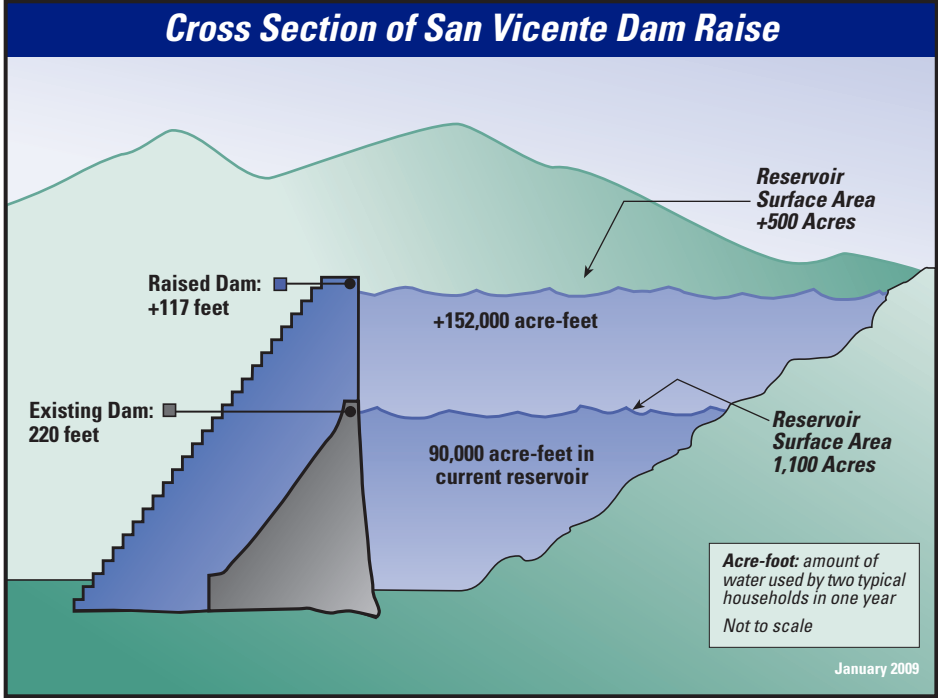 Cross Section of San Vicente Dam Raise
Reservoir
Surface Area
+500 Acres
Raised Dam:
+117 feet
+152,000 acre-feet
Existing Dam:
220 feet
90,000 acre-feet in
current reservoir
Reservoir
Surface Area
1,100 Acres
Acre-foot: amount of
water used by two typical
households in one year
Not to scale
January 2009